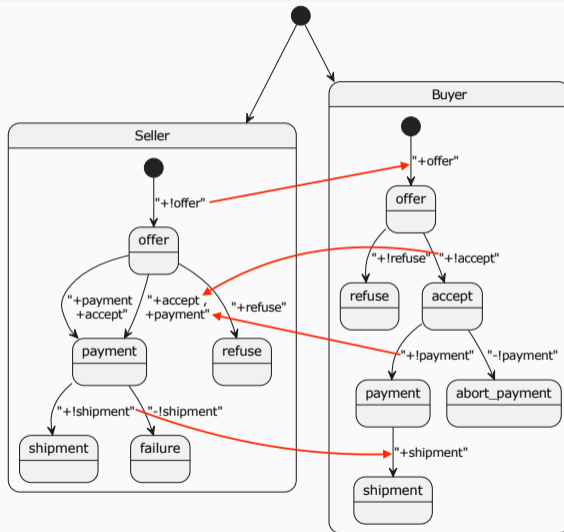 Buyer
Seller
"+offer"
"+!offer"
offer
offer
"+!refuse"
"+!accept"
"+payment
+accept"
"+accept ,
+payment"
"+refuse"
refuse
accept
payment
refuse
"+!payment"
"-!payment"
payment
abort_payment
"+!shipment"
"-!shipment"
shipment
failure
"+shipment"
shipment